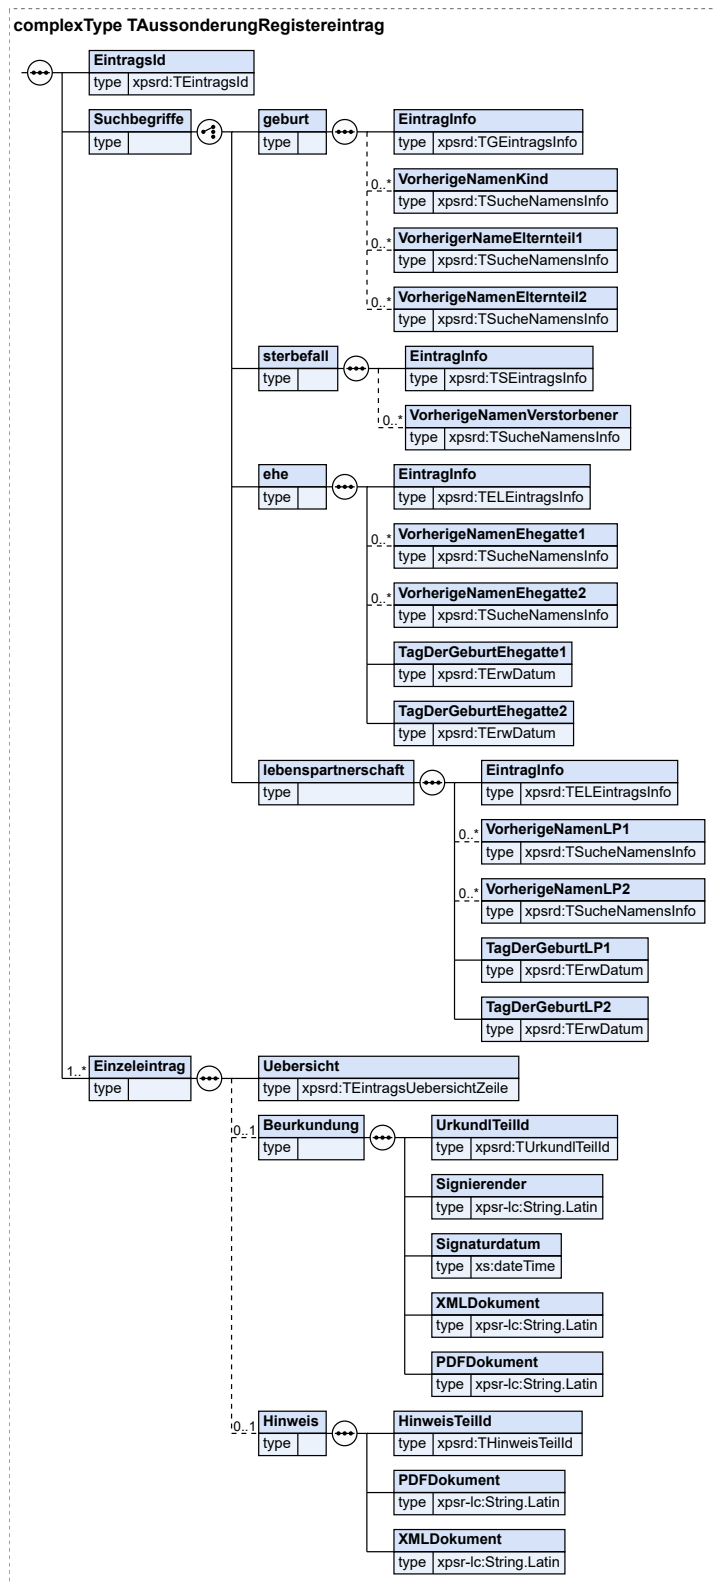 complexType TAussonderungRegistereintrag
EintragsId
type xpsrd:TEintragsId
Suchbegriffe
type
geburt
type
EintragInfo
type xpsrd:TGEintragsInfo
0..*
VorherigeNamenKind
type xpsrd:TSucheNamensInfo
0..*
VorherigerNameElternteil1
type xpsrd:TSucheNamensInfo
0..*
VorherigeNamenElternteil2
type xpsrd:TSucheNamensInfo
sterbefall
type
EintragInfo
type xpsrd:TSEintragsInfo
0..*
VorherigeNamenVerstorbener
type xpsrd:TSucheNamensInfo
ehe
type
EintragInfo
type xpsrd:TELEintragsInfo
0..*
VorherigeNamenEhegatte1
type xpsrd:TSucheNamensInfo
0..*
VorherigeNamenEhegatte2
type xpsrd:TSucheNamensInfo
TagDerGeburtEhegatte1
type xpsrd:TErwDatum
TagDerGeburtEhegatte2
type xpsrd:TErwDatum
lebenspartnerschaft
type
EintragInfo
type xpsrd:TELEintragsInfo
0..*
VorherigeNamenLP1
type xpsrd:TSucheNamensInfo
0..*
VorherigeNamenLP2
type xpsrd:TSucheNamensInfo
TagDerGeburtLP1
type xpsrd:TErwDatum
TagDerGeburtLP2
type xpsrd:TErwDatum
1..*
Einzeleintrag
type
Uebersicht
type xpsrd:TEintragsUebersichtZeile
0..1
Beurkundung
type
UrkundlTeilId
type xpsrd:TUrkundlTeilId
Signierender
type xpsr-lc:String.Latin
Signaturdatum
type xs:dateTime
XMLDokument
type xpsr-lc:String.Latin
PDFDokument
type xpsr-lc:String.Latin
0..1
Hinweis
type
HinweisTeilId
type xpsrd:THinweisTeilId
PDFDokument
type xpsr-lc:String.Latin
XMLDokument
type xpsr-lc:String.Latin